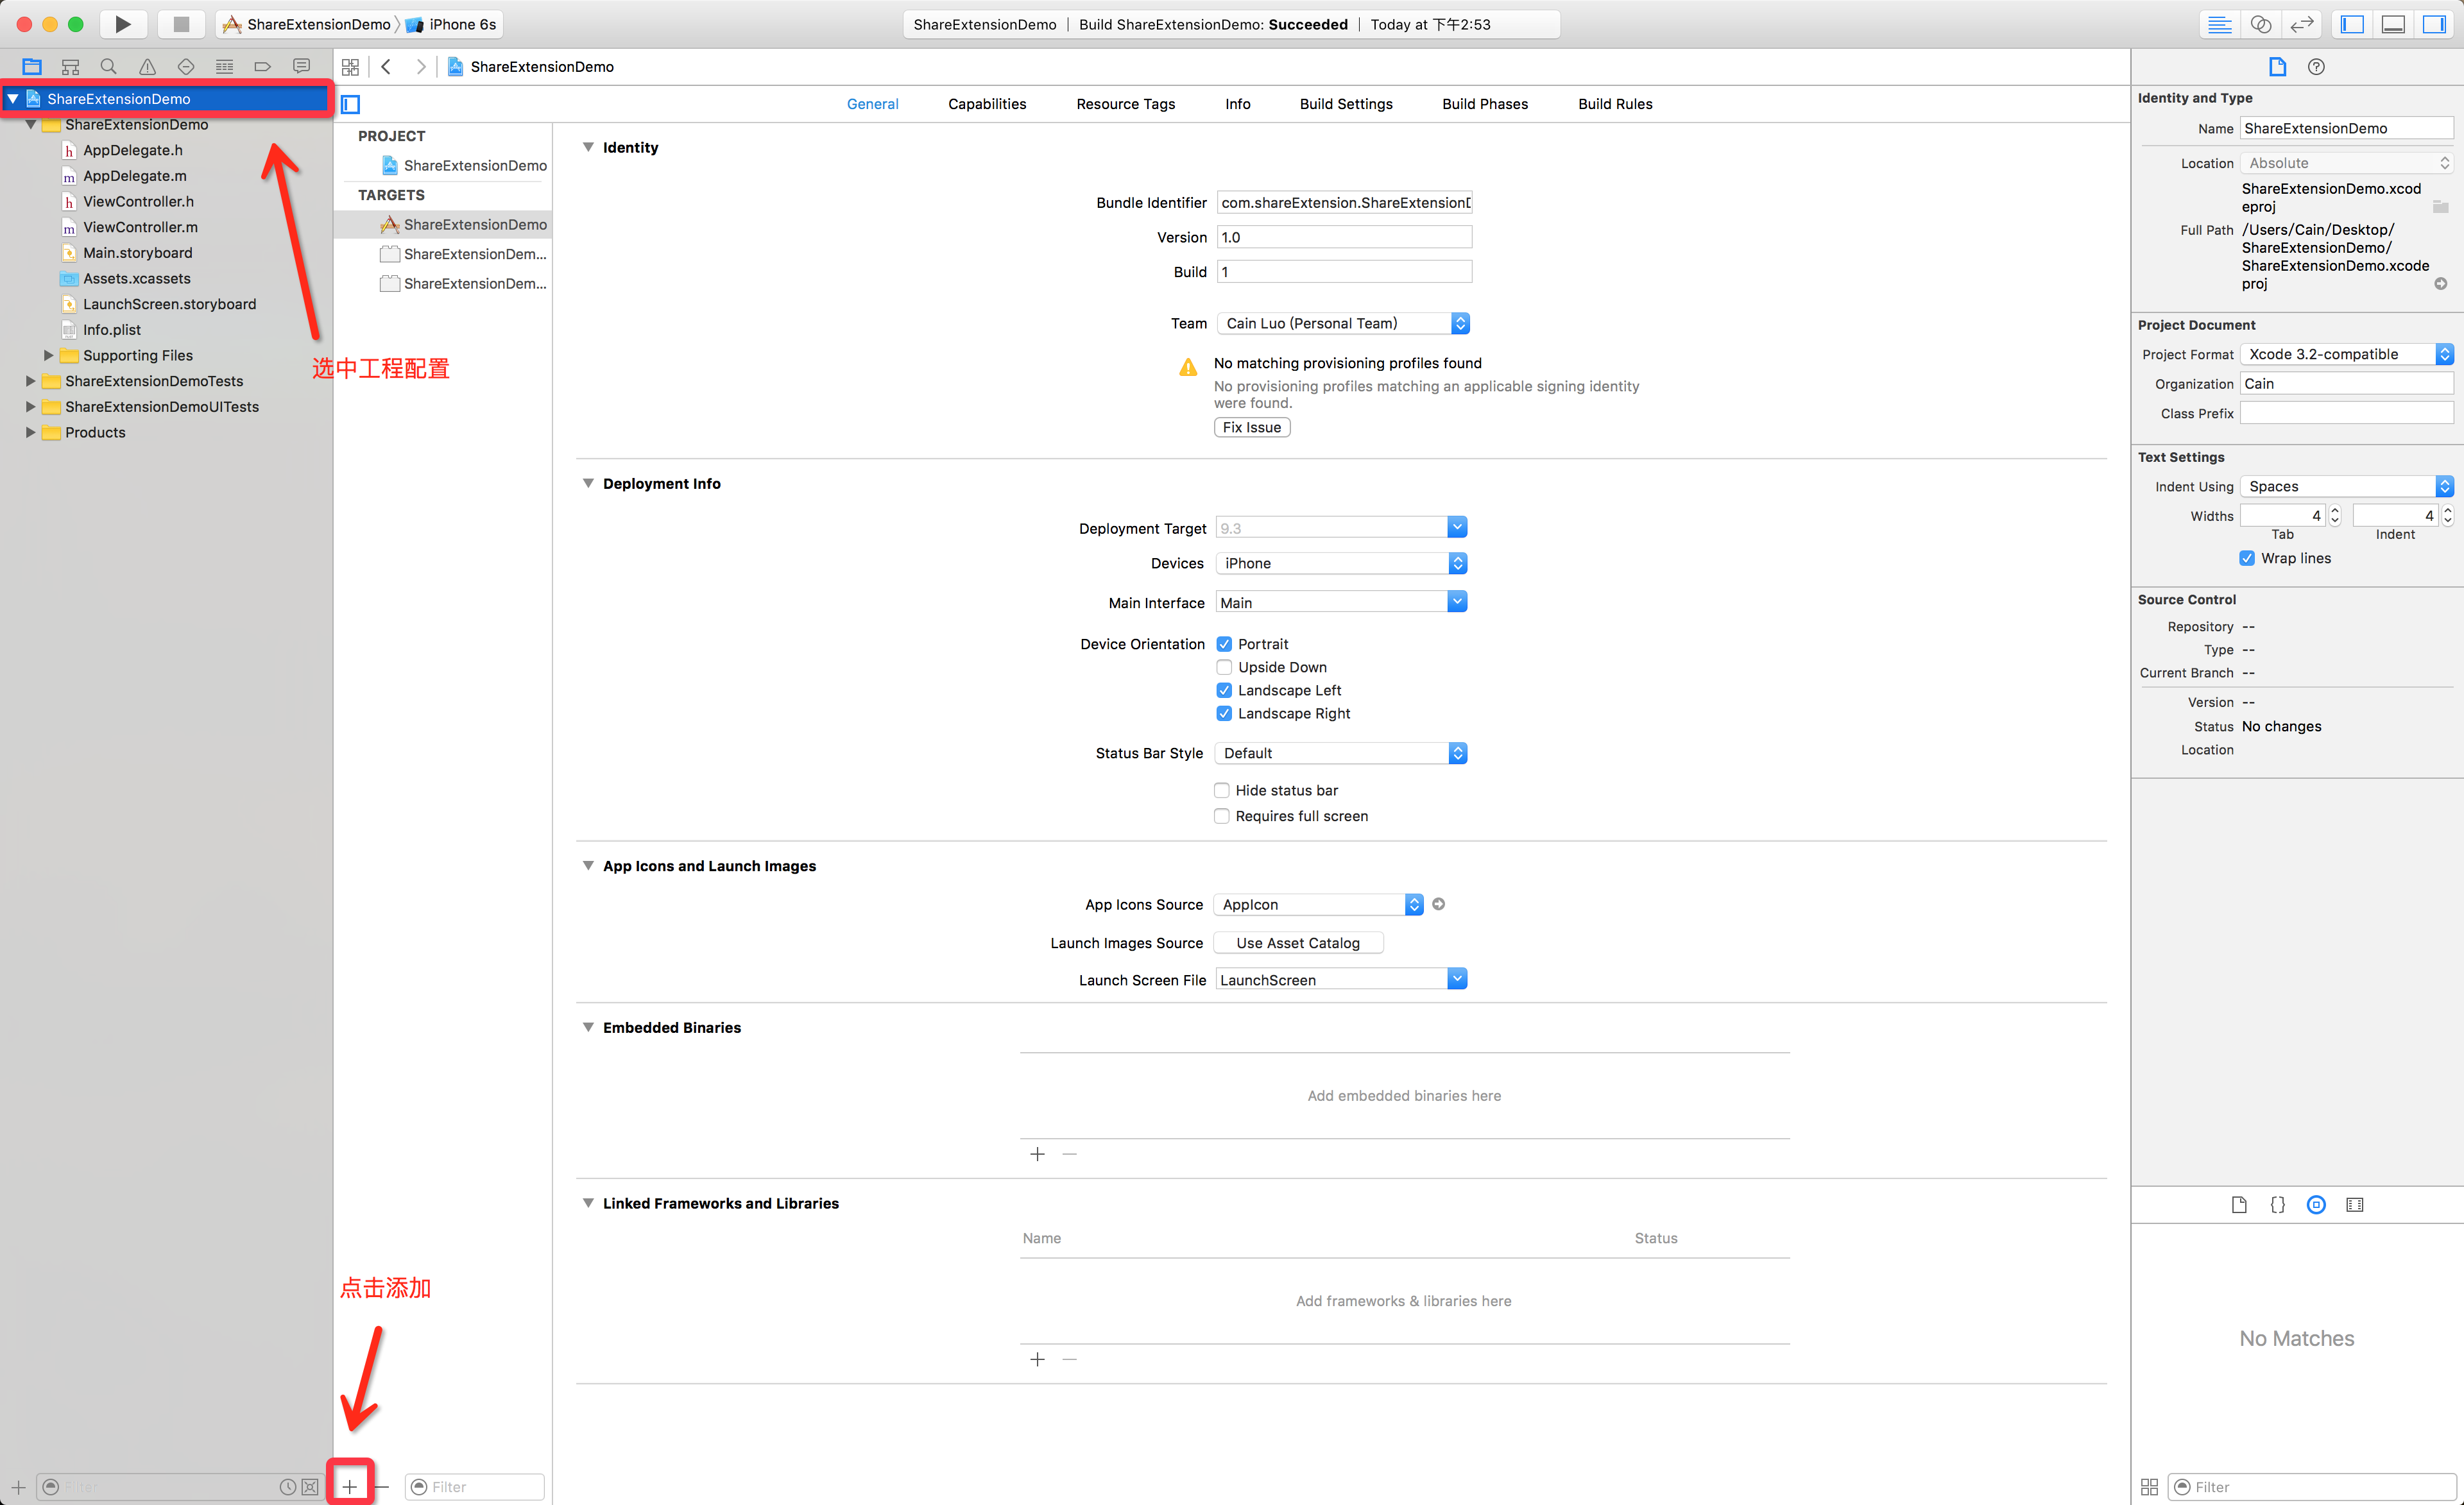 ShareExtensionDemo
iPhone 6s
ShareExtensionDemo | Build ShareExtensionDemo: Succeeded | Today at 下午2:53
ShareExtensionDemo
ShareExtensionDemo
AppDelegate.h
AppDelegate.m
ViewController.h
ViewController.m
Main.storyboard
Assets.xcassets
LaunchScreen.storyboard
Info.plist
Supporting Files
ShareExtensionDemoTests
ShareExtensionDemoUITests
Products
选中工程配置
点击添加
Filter
ShareExtensionDemo
General Capabilities Resource Tags Info Build Settings Build Phases Build Rules
PROJECT
ShareExtensionDemo
TARGETS
ShareExtensionDemo
ShareExtensionDem...
ShareExtensionDem...
Filter
Identity
Bundle Identifier com.shareExtension.ShareExtensionD
Version 1.0
Build 1
Team Cain Luo (Personal Team)
No matching provisioning profiles found
No provisioning profiles matching an applicable signing identity
were found.
Fix Issue
Deployment Info
Deployment Target 9.3
Devices iPhone
Main Interface Main
Device Orientation Portrait
Upside Down
Landscape Left
Landscape Right
Status Bar Style Default
Hide status bar
Requires full screen
App Icons and Launch Images
App Icons Source AppIcon
Launch Images Source Use Asset Catalog
Launch Screen File LaunchScreen
Embedded Binaries
Add embedded binaries here
Linked Frameworks and Libraries
Name Status
Add frameworks & libraries here
Identity and Type
Name ShareExtensionDemo
Location Absolute
ShareExtensionDemo.xcod
eproj
Full Path /Users/Cain/Desktop/
ShareExtensionDemo/
ShareExtensionDemo.xcode
proj
Project Document
Project Format Xcode 3.2-compatible
Organization Cain
Class Prefix
Text Settings
Indent Using Spaces
Widths 4 4
Tab Indent
Wrap lines
Source Control
Repository --
Type --
Current Branch --
Version --
Status No changes
Location
No Matches
Filter